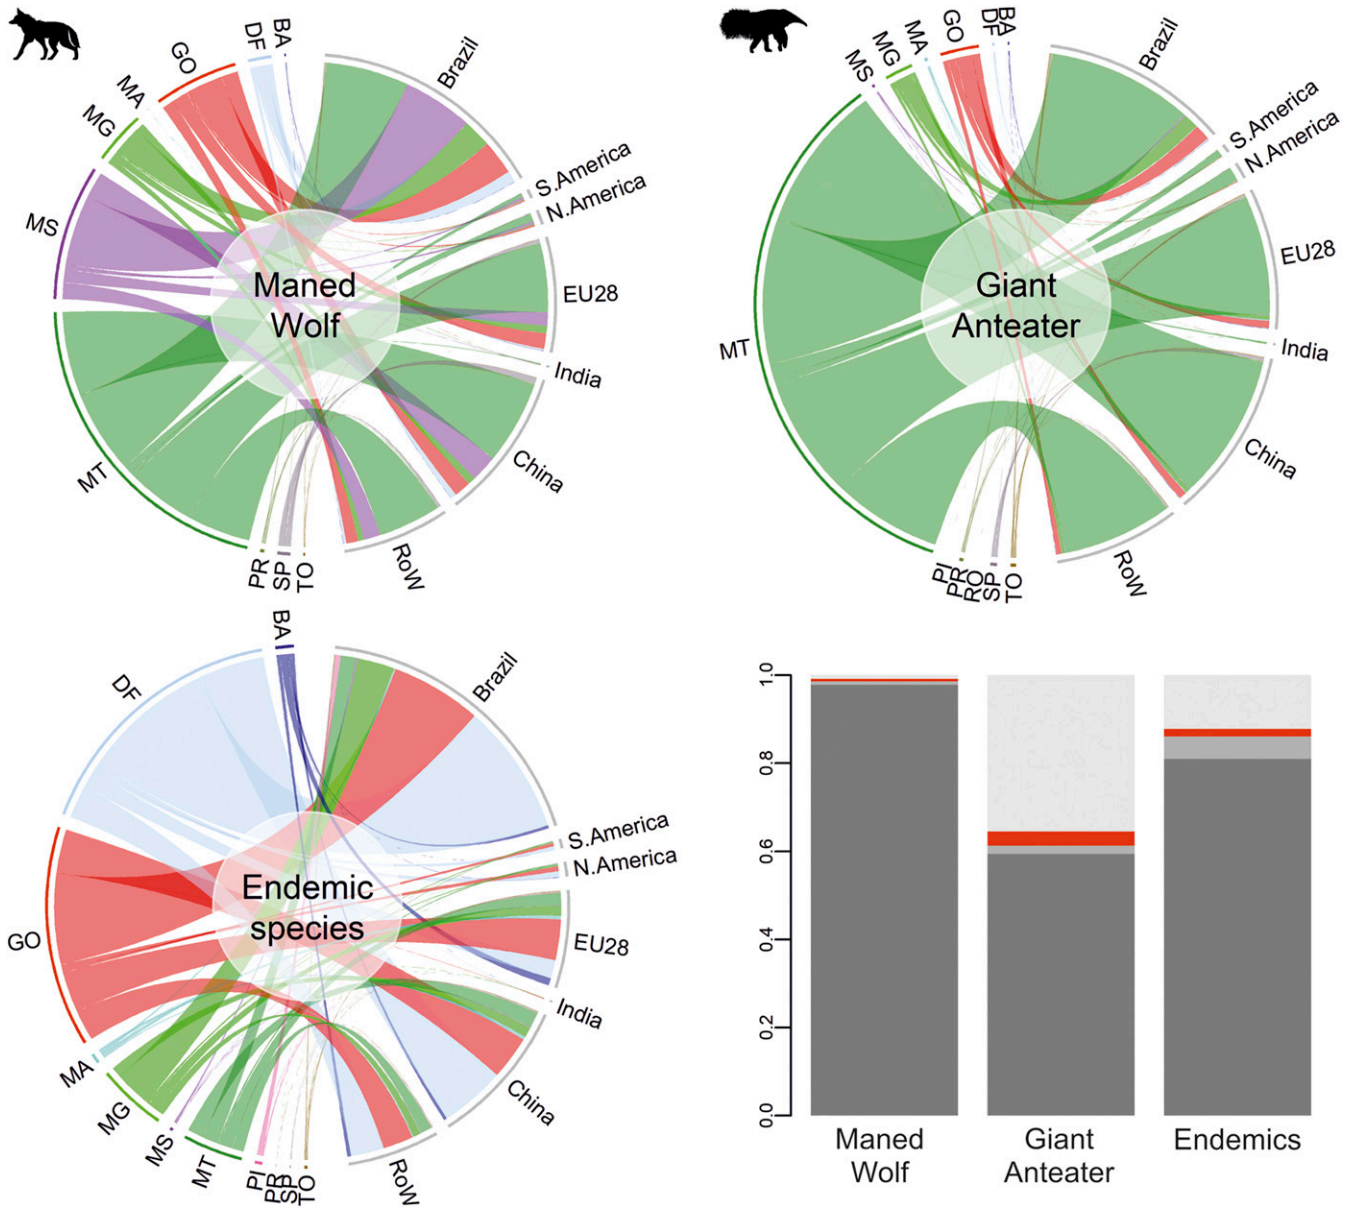 BA
DF
GO
MA
MG
MS
MT
PR
SP
TO
Brazil
S.America
N.America
EU28
India
China
RoW
Maned
Wolf
BA
DF
GO
MA
MG
MS
MT
PI
PR
RO
SP
TO
Brazil
S.America
N.America
EU28
India
China
RoW
Giant
Anteater
BA
DF
GO
MA
MG
MS
MT
PI
PR
SP
TO
Brazil
S.America
N.America
EU28
India
China
RoW
Endemic
species
1.0
0.8
0.6
0.4
0.2
0.0
Maned
Wolf
Giant
Anteater
Endemics